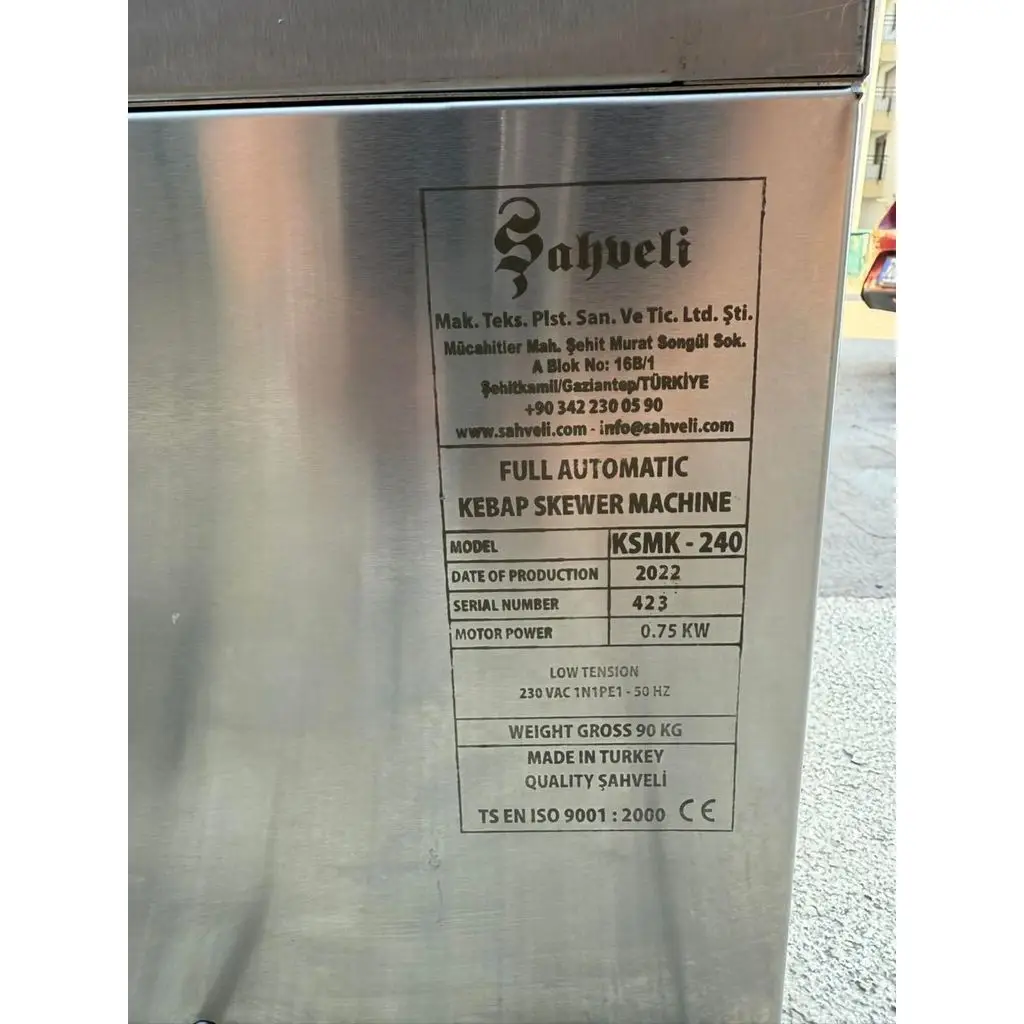 Şahveli
Mak. Teks. Plst. San. Ve Tic. Ltd. Şti.
Mücahitler Mah. Şehit Murat Songül Sok.
A Blok No: 16B/1
Şehitkamil/Gaziantep/TÜRKİYE
+90 342 230 05 90
www.sahveli.com - info@sahveli.com
FULL AUTOMATIC
KEBAP SKEWER MACHINE
MODEL KSMK - 240
DATE OF PRODUCTION 2022
SERIAL NUMBER 423
MOTOR POWER 0.75 KW
LOW TENSION
230 VAC 1N1PE1 - 50 HZ
WEIGHT GROSS 90 KG
MADE IN TURKEY
QUALITY ŞAHVELİ
TS EN ISO 9001 : 2000 CE